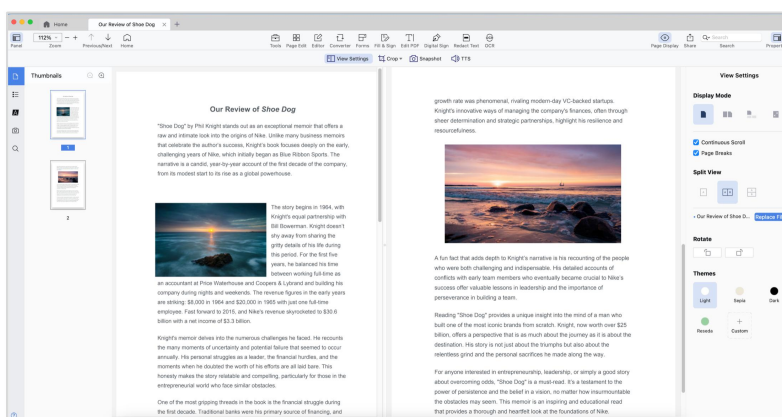 Home
Our Review of Shoe Dog × +
112% − +
Panel Zoom Previous/Next Home Tools Page Edit Editor Converter Forms Fill & Sign Edit PDF Digital Sign Redact Text OCR Page Display Share Search
Search
View Settings Crop Snapshot TTS
Thumbnails
1
2
Our Review of Shoe Dog
"Shoe Dog" by Phil Knight stands out as an exceptional memoir that offers a
raw and intimate look into the origins of Nike. Unlike many business memoirs
that celebrate the author's success, Knight's book focuses deeply on the early,
challenging years of Nike, which initially began as Blue Ribbon Sports. The
narrative is a candid, year-by-year account of the first decade of the company,
from its modest start to its rise as a global powerhouse.
The story begins in 1964, with
Knight's equal partnership with
Bill Bowerman. Knight doesn't
shy away from sharing the
gritty details of his life during
this period. For the first five
years, he balanced his time
between working full-time as
an accountant at Price Waterhouse and Coopers & Lybrand and building his
company during nights and weekends. The revenue figures in the early years
are striking: $8,000 in 1964 and $20,000 in 1965 with just one full-time
employee. Fast forward to 2015, and Nike's revenue skyrocketed to $30.6
billion with a net income of $3.3 billion.
Knight's memoir delves into the numerous challenges he faced. He recounts
the many moments of uncertainty and potential failure that seemed to occur
annually. His personal struggles as a leader, the financial hurdles, and the
moments when he doubted the worth of his efforts are all laid bare. This
honesty makes the story relatable and compelling, particularly for those in the
entrepreneurial world who face similar obstacles.
One of the most gripping threads in the book is the financial struggle during
the first decade. Traditional banks were his primary source of financing, and
growth rate was phenomenal, rivaling modern-day VC-backed startups.
Knight's innovative ways of managing the company's finances, often through
sheer determination and strategic partnerships, highlight his resilience and
resourcefulness.
A fun fact that adds depth to Knight's narrative is his recounting of the people
who were both challenging and indispensable. His detailed accounts of
conflicts with early team members who eventually became crucial to Nike's
success offer valuable lessons in leadership and the importance of
perseverance in building a team.
Reading "Shoe Dog" provides a unique insight into the mind of a man who
built one of the most iconic brands from scratch. Knight, now worth over $25
billion, offers a perspective that is as much about the journey as it is about the
destination. His story is not just about the triumphs but also about the
relentless grind and the personal sacrifices he made along the way.
For anyone interested in entrepreneurship, leadership, or simply a good story
about overcoming odds, "Shoe Dog" is a must-read. It's a testament to the
power of persistence and the belief in a vision, no matter how insurmountable
the obstacles may seem. This memoir is an inspiring and educational read
that provides a thorough and heartfelt look at the foundations of Nike.
View Settings
Display Mode
Continuous Scroll
Page Breaks
Split View
Our Review of Shoe D... Replace Fi
Rotate
Themes
Light Sepia Dark
Reseda Custom